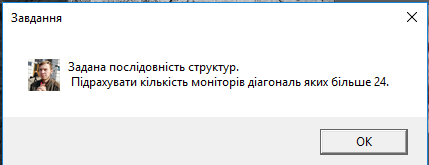 Завдання
Задана послідовність структур.
Підрахувати кількість моніторів діагональ яких більше 24.
OK